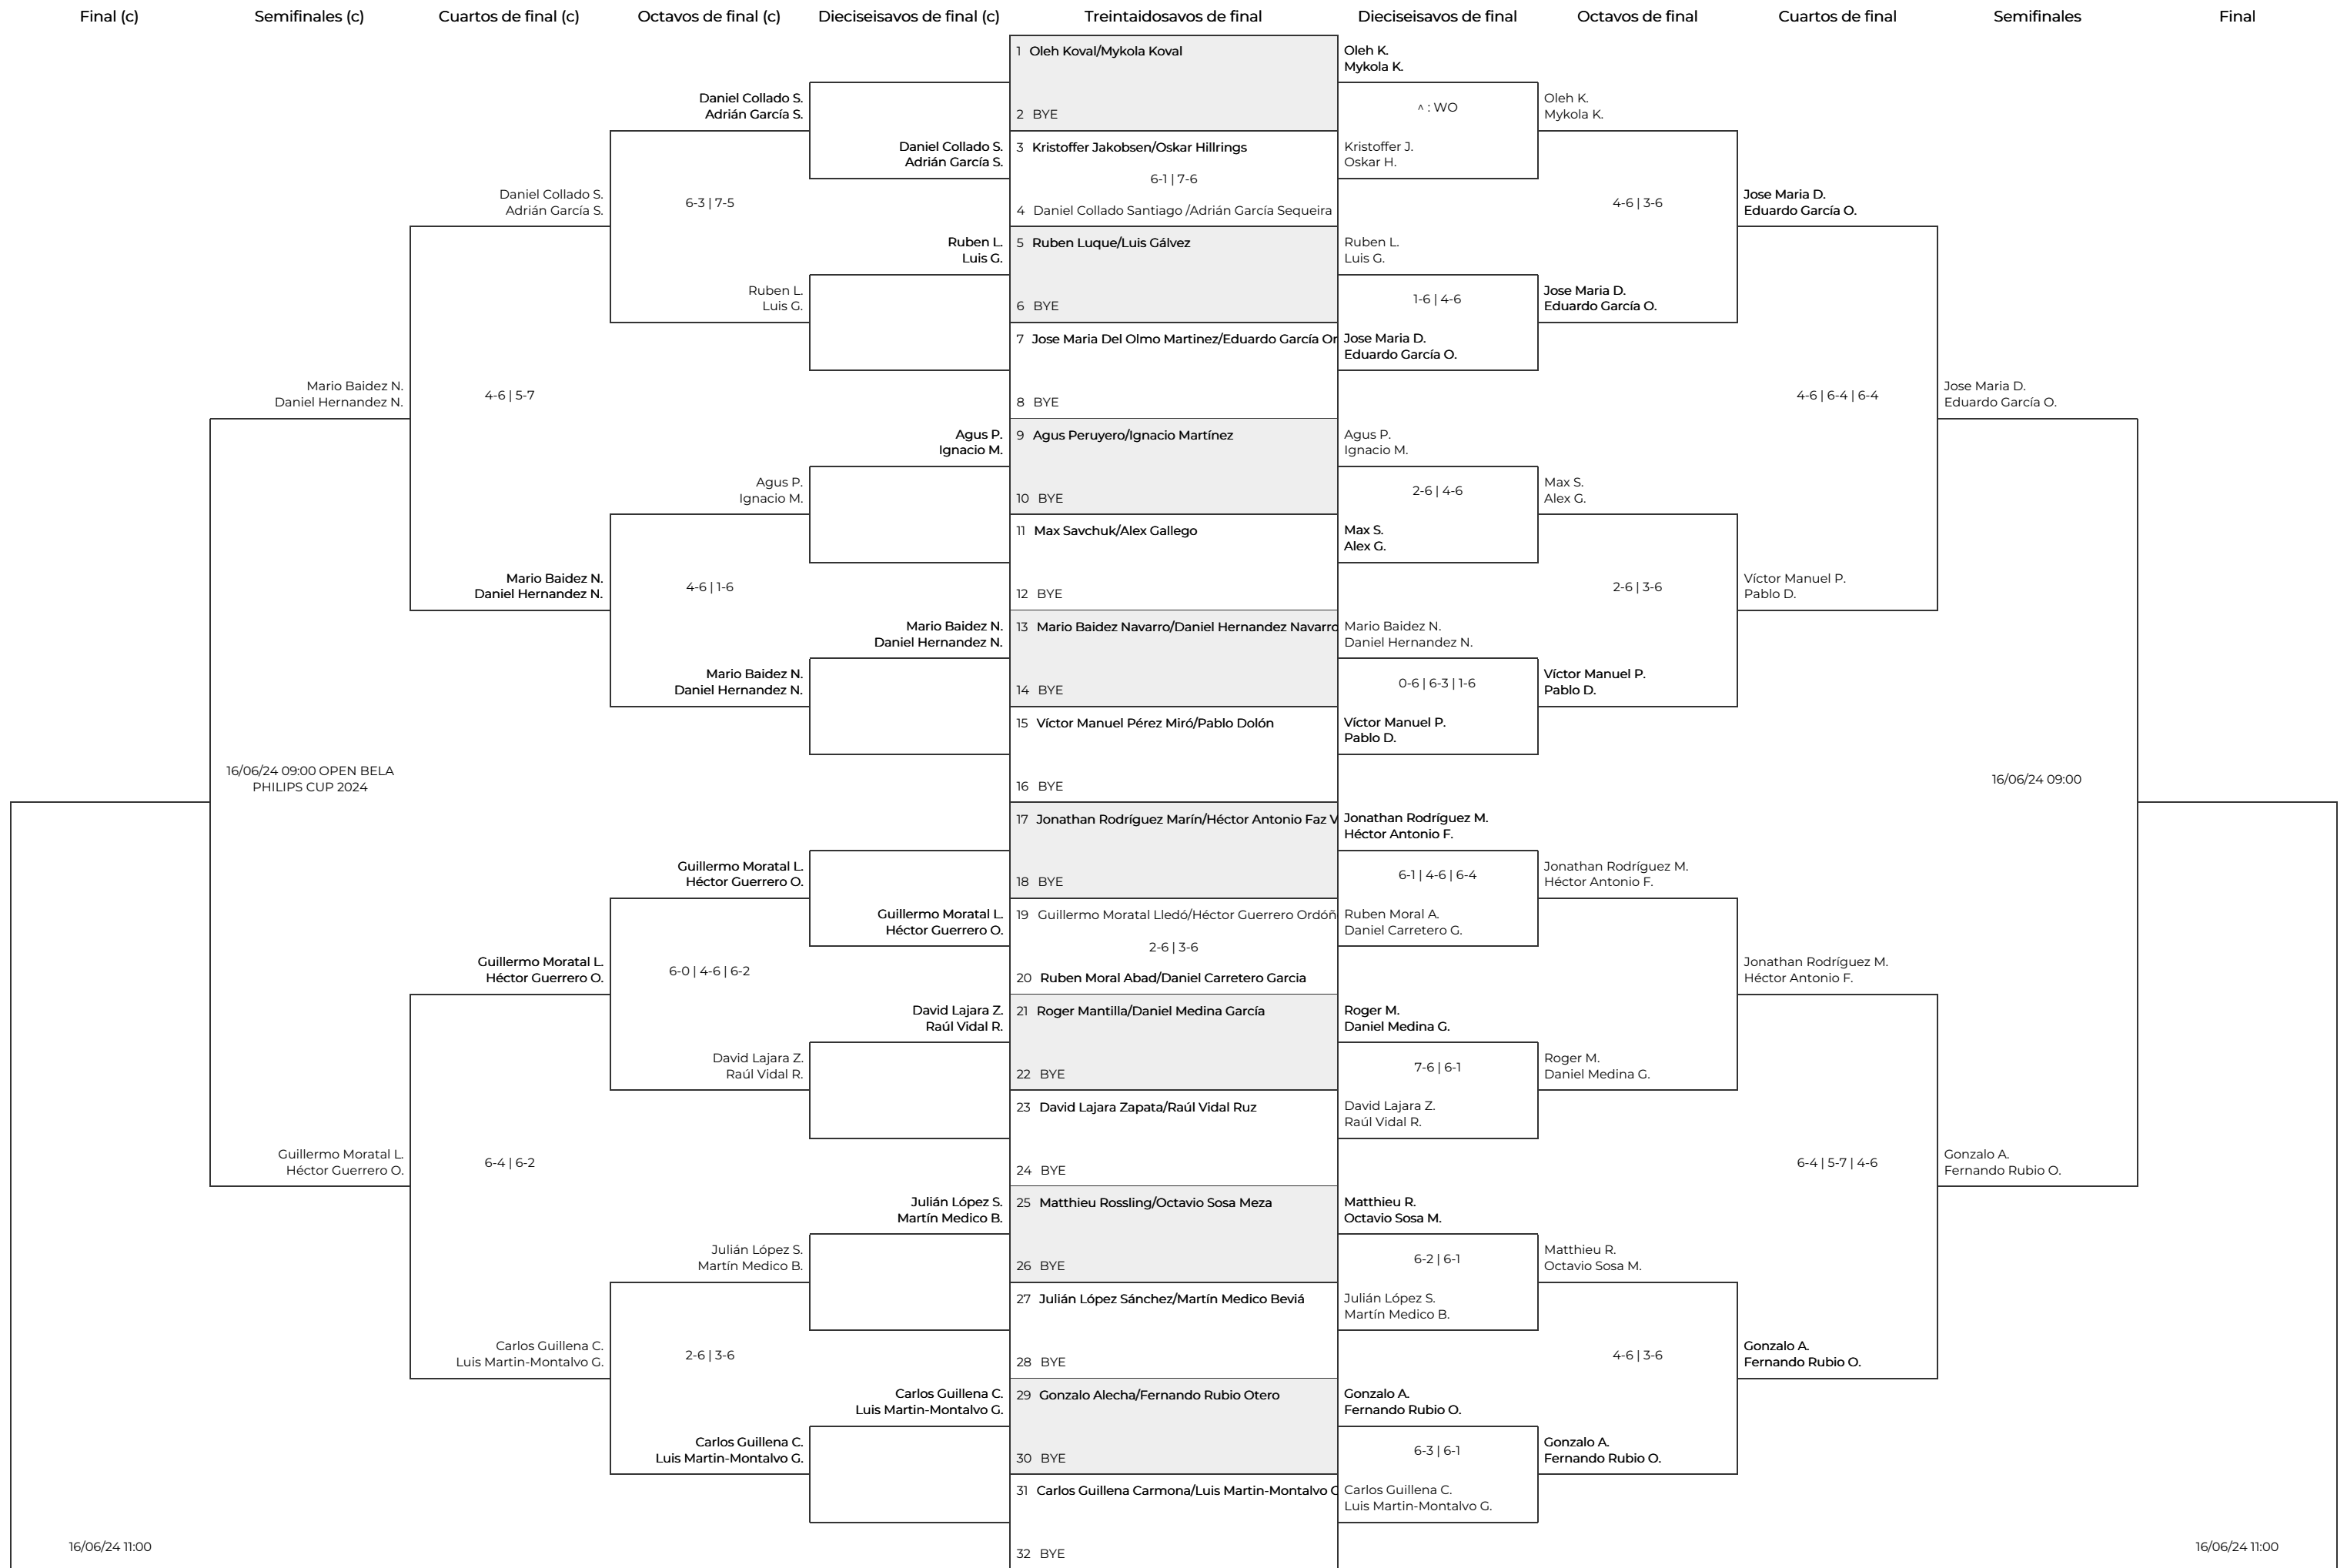 Final (c)
Semifinales (c)
Cuartos de final (c)
Octavos de final (c)
Dieciseisavos de final (c)
Treintaidosavos de final
Dieciseisavos de final
Octavos de final
Cuartos de final
Semifinales
Final
16/06/24 11:00
Mario Baidez N.
Daniel Hernandez N.
16/06/24 09:00 OPEN BELA
PHILIPS CUP 2024
Guillermo Moratal L.
Héctor Guerrero O.
Daniel Collado S.
Adrián García S.
4-6 | 5-7
Mario Baidez N.
Daniel Hernandez N.
Guillermo Moratal L.
Héctor Guerrero O.
6-4 | 6-2
Carlos Guillena C.
Luis Martin-Montalvo G.
Daniel Collado S.
Adrián García S.
6-3 | 7-5
Ruben L.
Luis G.
Agus P.
Ignacio M.
4-6 | 1-6
Mario Baidez N.
Daniel Hernandez N.
Guillermo Moratal L.
Héctor Guerrero O.
6-0 | 4-6 | 6-2
David Lajara Z.
Raúl Vidal R.
Julián López S.
Martín Medico B.
2-6 | 3-6
Carlos Guillena C.
Luis Martin-Montalvo G.
Daniel Collado S.
Adrián García S.
Ruben L.
Luis G.
Agus P.
Ignacio M.
Mario Baidez N.
Daniel Hernandez N.
Guillermo Moratal L.
Héctor Guerrero O.
David Lajara Z.
Raúl Vidal R.
Julián López S.
Martín Medico B.
Carlos Guillena C.
Luis Martin-Montalvo G.
1 Oleh Koval/Mykola Koval
2 BYE
3 Kristoffer Jakobsen/Oskar Hillrings
6-1 | 7-6
4 Daniel Collado Santiago /Adrián García Sequeira
5 Ruben Luque/Luis Gálvez
6 BYE
7 Jose Maria Del Olmo Martinez/Eduardo García Or
8 BYE
9 Agus Peruyero/Ignacio Martínez
10 BYE
11 Max Savchuk/Alex Gallego
12 BYE
13 Mario Baidez Navarro/Daniel Hernandez Navarro
14 BYE
15 Víctor Manuel Pérez Miró/Pablo Dolón
16 BYE
17 Jonathan Rodríguez Marín/Héctor Antonio Faz V
18 BYE
19 Guillermo Moratal Lledó/Héctor Guerrero Ordóñ
2-6 | 3-6
20 Ruben Moral Abad/Daniel Carretero Garcia
21 Roger Mantilla/Daniel Medina García
22 BYE
23 David Lajara Zapata/Raúl Vidal Ruz
24 BYE
25 Matthieu Rossling/Octavio Sosa Meza
26 BYE
27 Julián López Sánchez/Martín Medico Beviá
28 BYE
29 Gonzalo Alecha/Fernando Rubio Otero
30 BYE
31 Carlos Guillena Carmona/Luis Martin-Montalvo G
32 BYE
Oleh K.
Mykola K.
^ : WO
Kristoffer J.
Oskar H.
Ruben L.
Luis G.
1-6 | 4-6
Jose Maria D.
Eduardo García O.
Agus P.
Ignacio M.
2-6 | 4-6
Max S.
Alex G.
Mario Baidez N.
Daniel Hernandez N.
0-6 | 6-3 | 1-6
Víctor Manuel P.
Pablo D.
Jonathan Rodríguez M.
Héctor Antonio F.
6-1 | 4-6 | 6-4
Ruben Moral A.
Daniel Carretero G.
Roger M.
Daniel Medina G.
7-6 | 6-1
David Lajara Z.
Raúl Vidal R.
Matthieu R.
Octavio Sosa M.
6-2 | 6-1
Julián López S.
Martín Medico B.
Gonzalo A.
Fernando Rubio O.
6-3 | 6-1
Carlos Guillena C.
Luis Martin-Montalvo G.
Oleh K.
Mykola K.
4-6 | 3-6
Jose Maria D.
Eduardo García O.
Max S.
Alex G.
2-6 | 3-6
Víctor Manuel P.
Pablo D.
Jonathan Rodríguez M.
Héctor Antonio F.
Roger M.
Daniel Medina G.
Matthieu R.
Octavio Sosa M.
4-6 | 3-6
Gonzalo A.
Fernando Rubio O.
Jose Maria D.
Eduardo García O.
4-6 | 6-4 | 6-4
Víctor Manuel P.
Pablo D.
Jonathan Rodríguez M.
Héctor Antonio F.
6-4 | 5-7 | 4-6
Gonzalo A.
Fernando Rubio O.
Jose Maria D.
Eduardo García O.
16/06/24 09:00
Gonzalo A.
Fernando Rubio O.
16/06/24 11:00